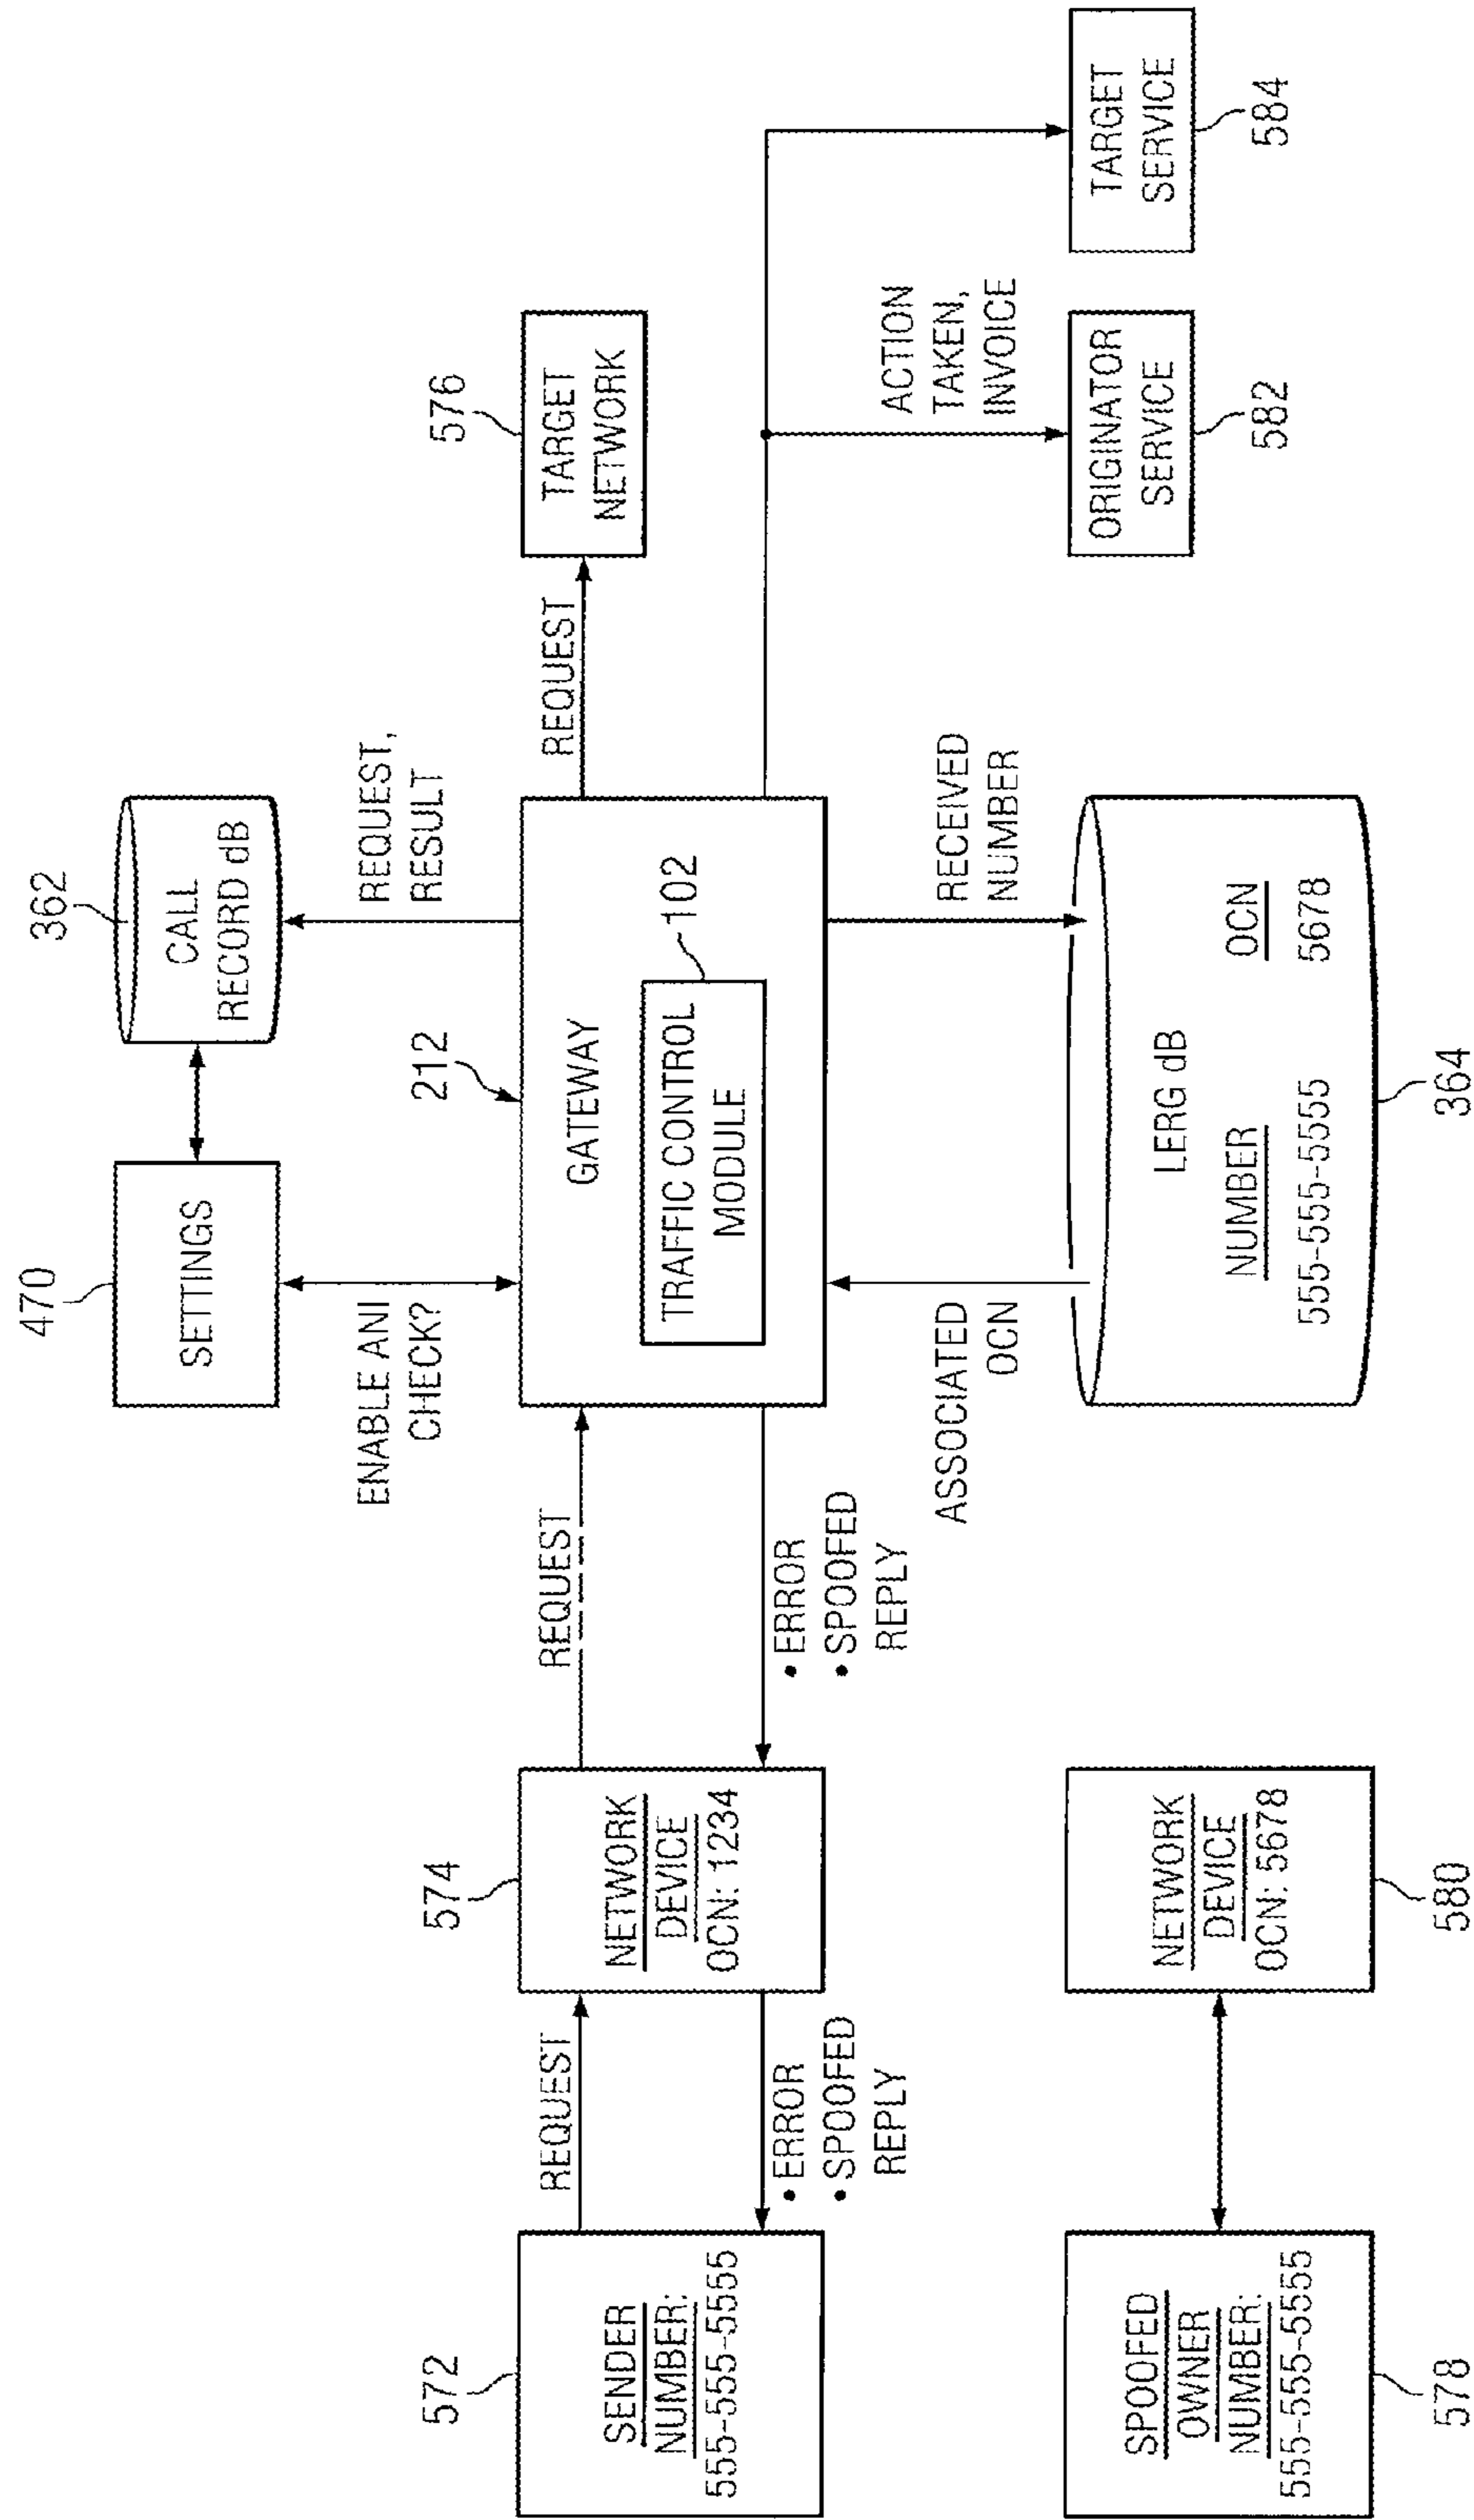 470
SETTINGS
362
CALL
RECORD dB
ENABLE ANI
CHECK?
REQUEST,
RESULT
572
SENDER
NUMBER:
555-555-5555
REQUEST
• ERROR
• SPOOFED
REPLY
574
NETWORK
DEVICE
OCN: 1234
REQUEST
• ERROR
• SPOOFED
REPLY
212
GATEWAY
TRAFFIC CONTROL
MODULE
102
REQUEST
576
TARGET
NETWORK
ASSOCIATED
OCN
RECEIVED
NUMBER
ACTION
TAKEN,
INVOICE
578
SPOOFED
OWNER
NUMBER:
555-555-5555
580
NETWORK
DEVICE
OCN: 5678
LERG dB
NUMBER OCN
555-555-5555 5678
364
ORIGINATOR
SERVICE
582
TARGET
SERVICE
584